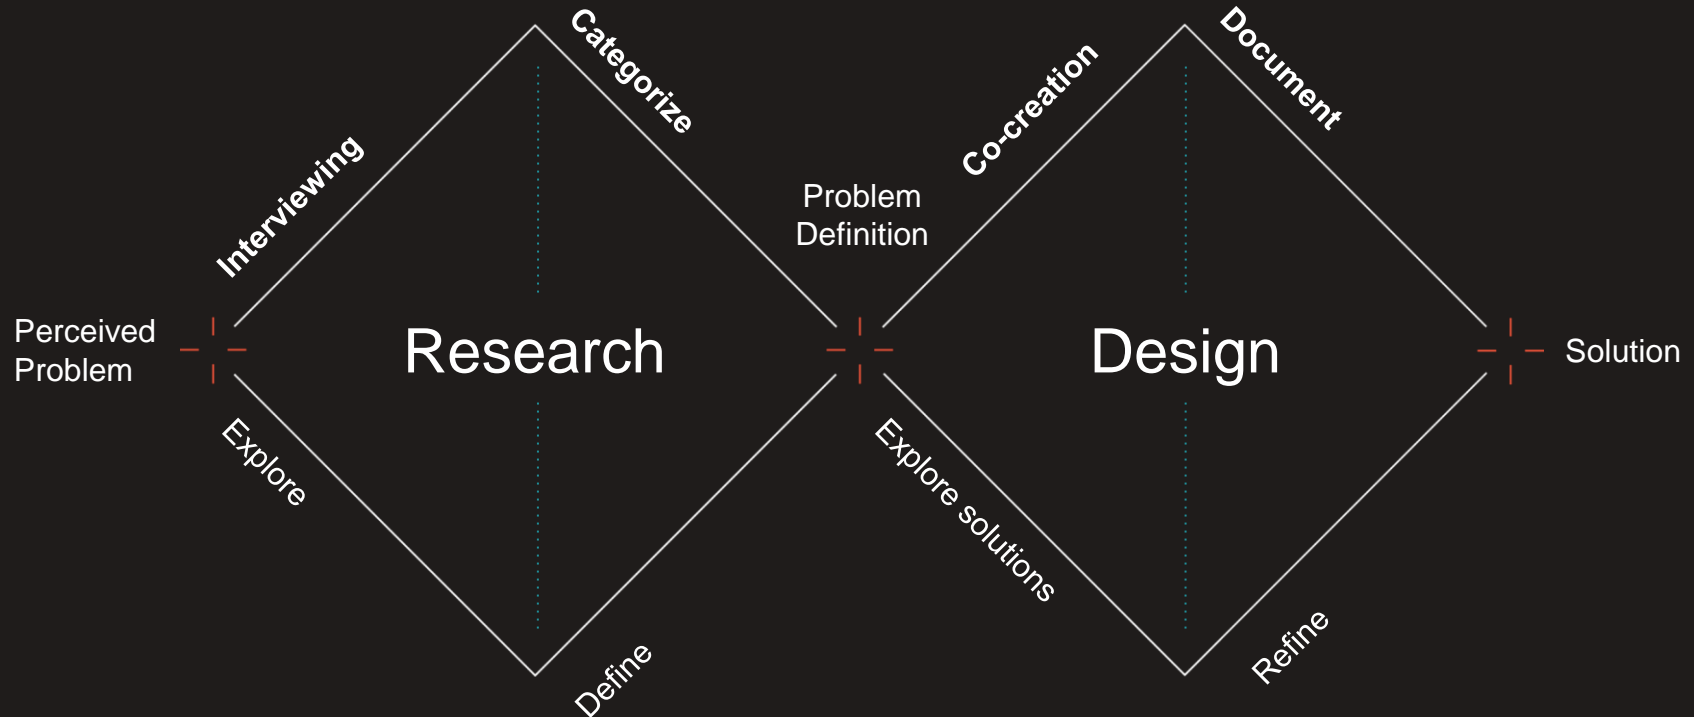 Interviewing
Categorize
Co-creation
Document
Problem
Definition
Perceived
Problem
Research
Design
Solution
Explore
Define
Explore solutions
Refine